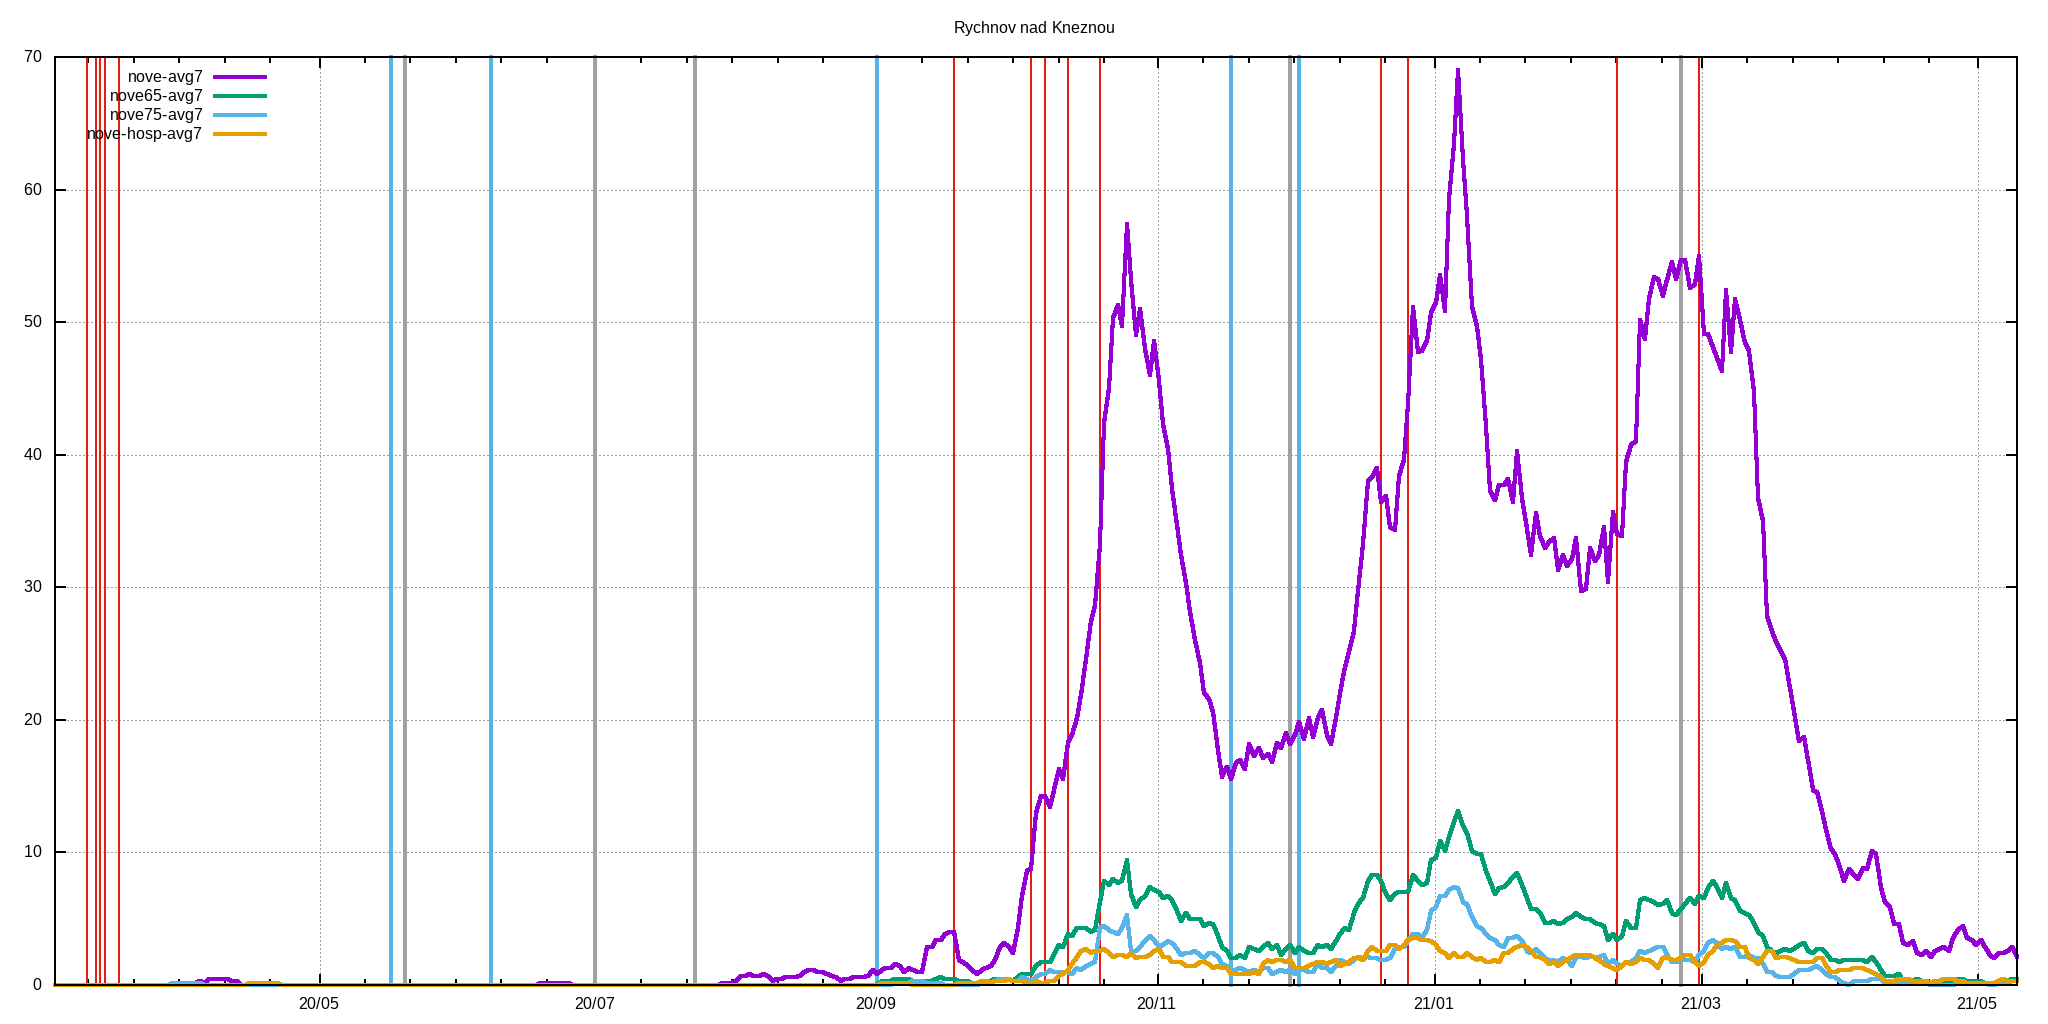 Rychnov nad Kneznou
70
60
50
40
30
20
10
0
nove-avg7
nove65-avg7
nove75-avg7
nove-hosp-avg7
20/05 20/07 20/09 20/11 21/01 21/03 21/05